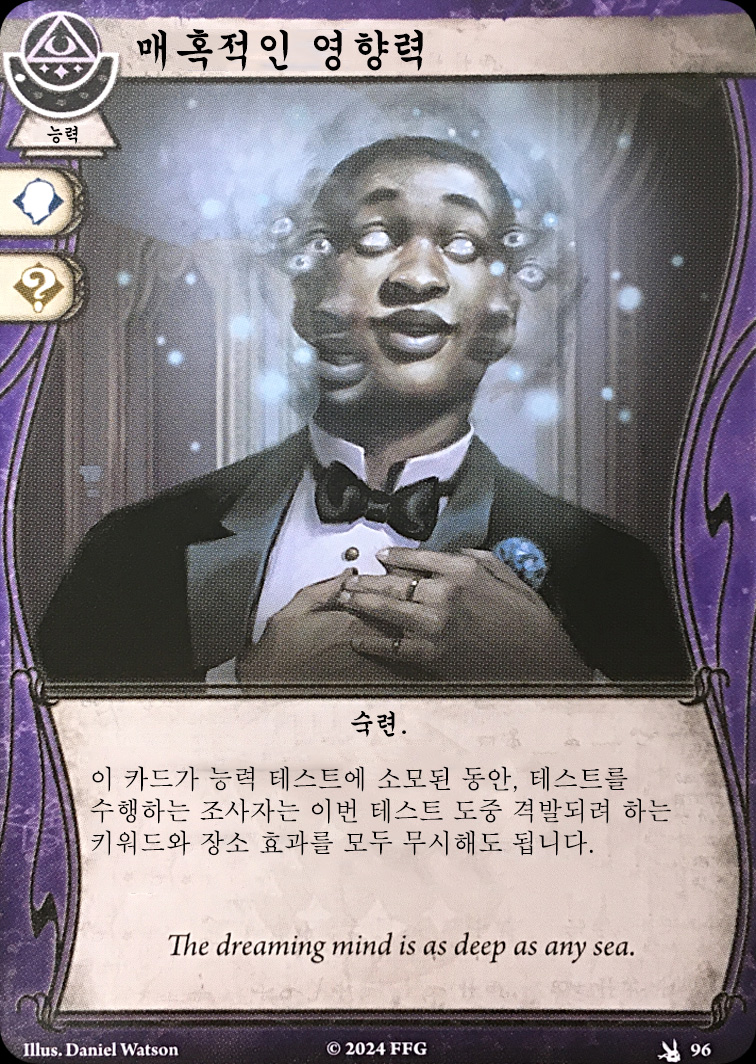 매혹적인 영향력
능력
숙련.
이 카드가 능력 테스트에 소모된 동안, 테스트를
수행하는 조사자는 이번 테스트 도중 격발되려 하는
키워드와 장소 효과를 모두 무시해도 됩니다.
The dreaming mind is as deep as any sea.
Illus. Daniel Watson
© 2024 FFG
96